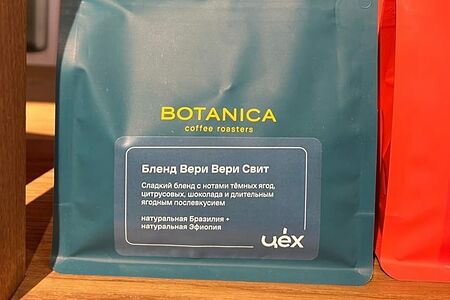 BOTANICA
coffee roasters
Бленд Вери Вери Свит
Сладкий бленд с нотами тёмных ягод,
цитрусовых, шоколада и длительным
ягодным послевкусием
натуральная Бразилия +
натуральная Эфиопия
цех